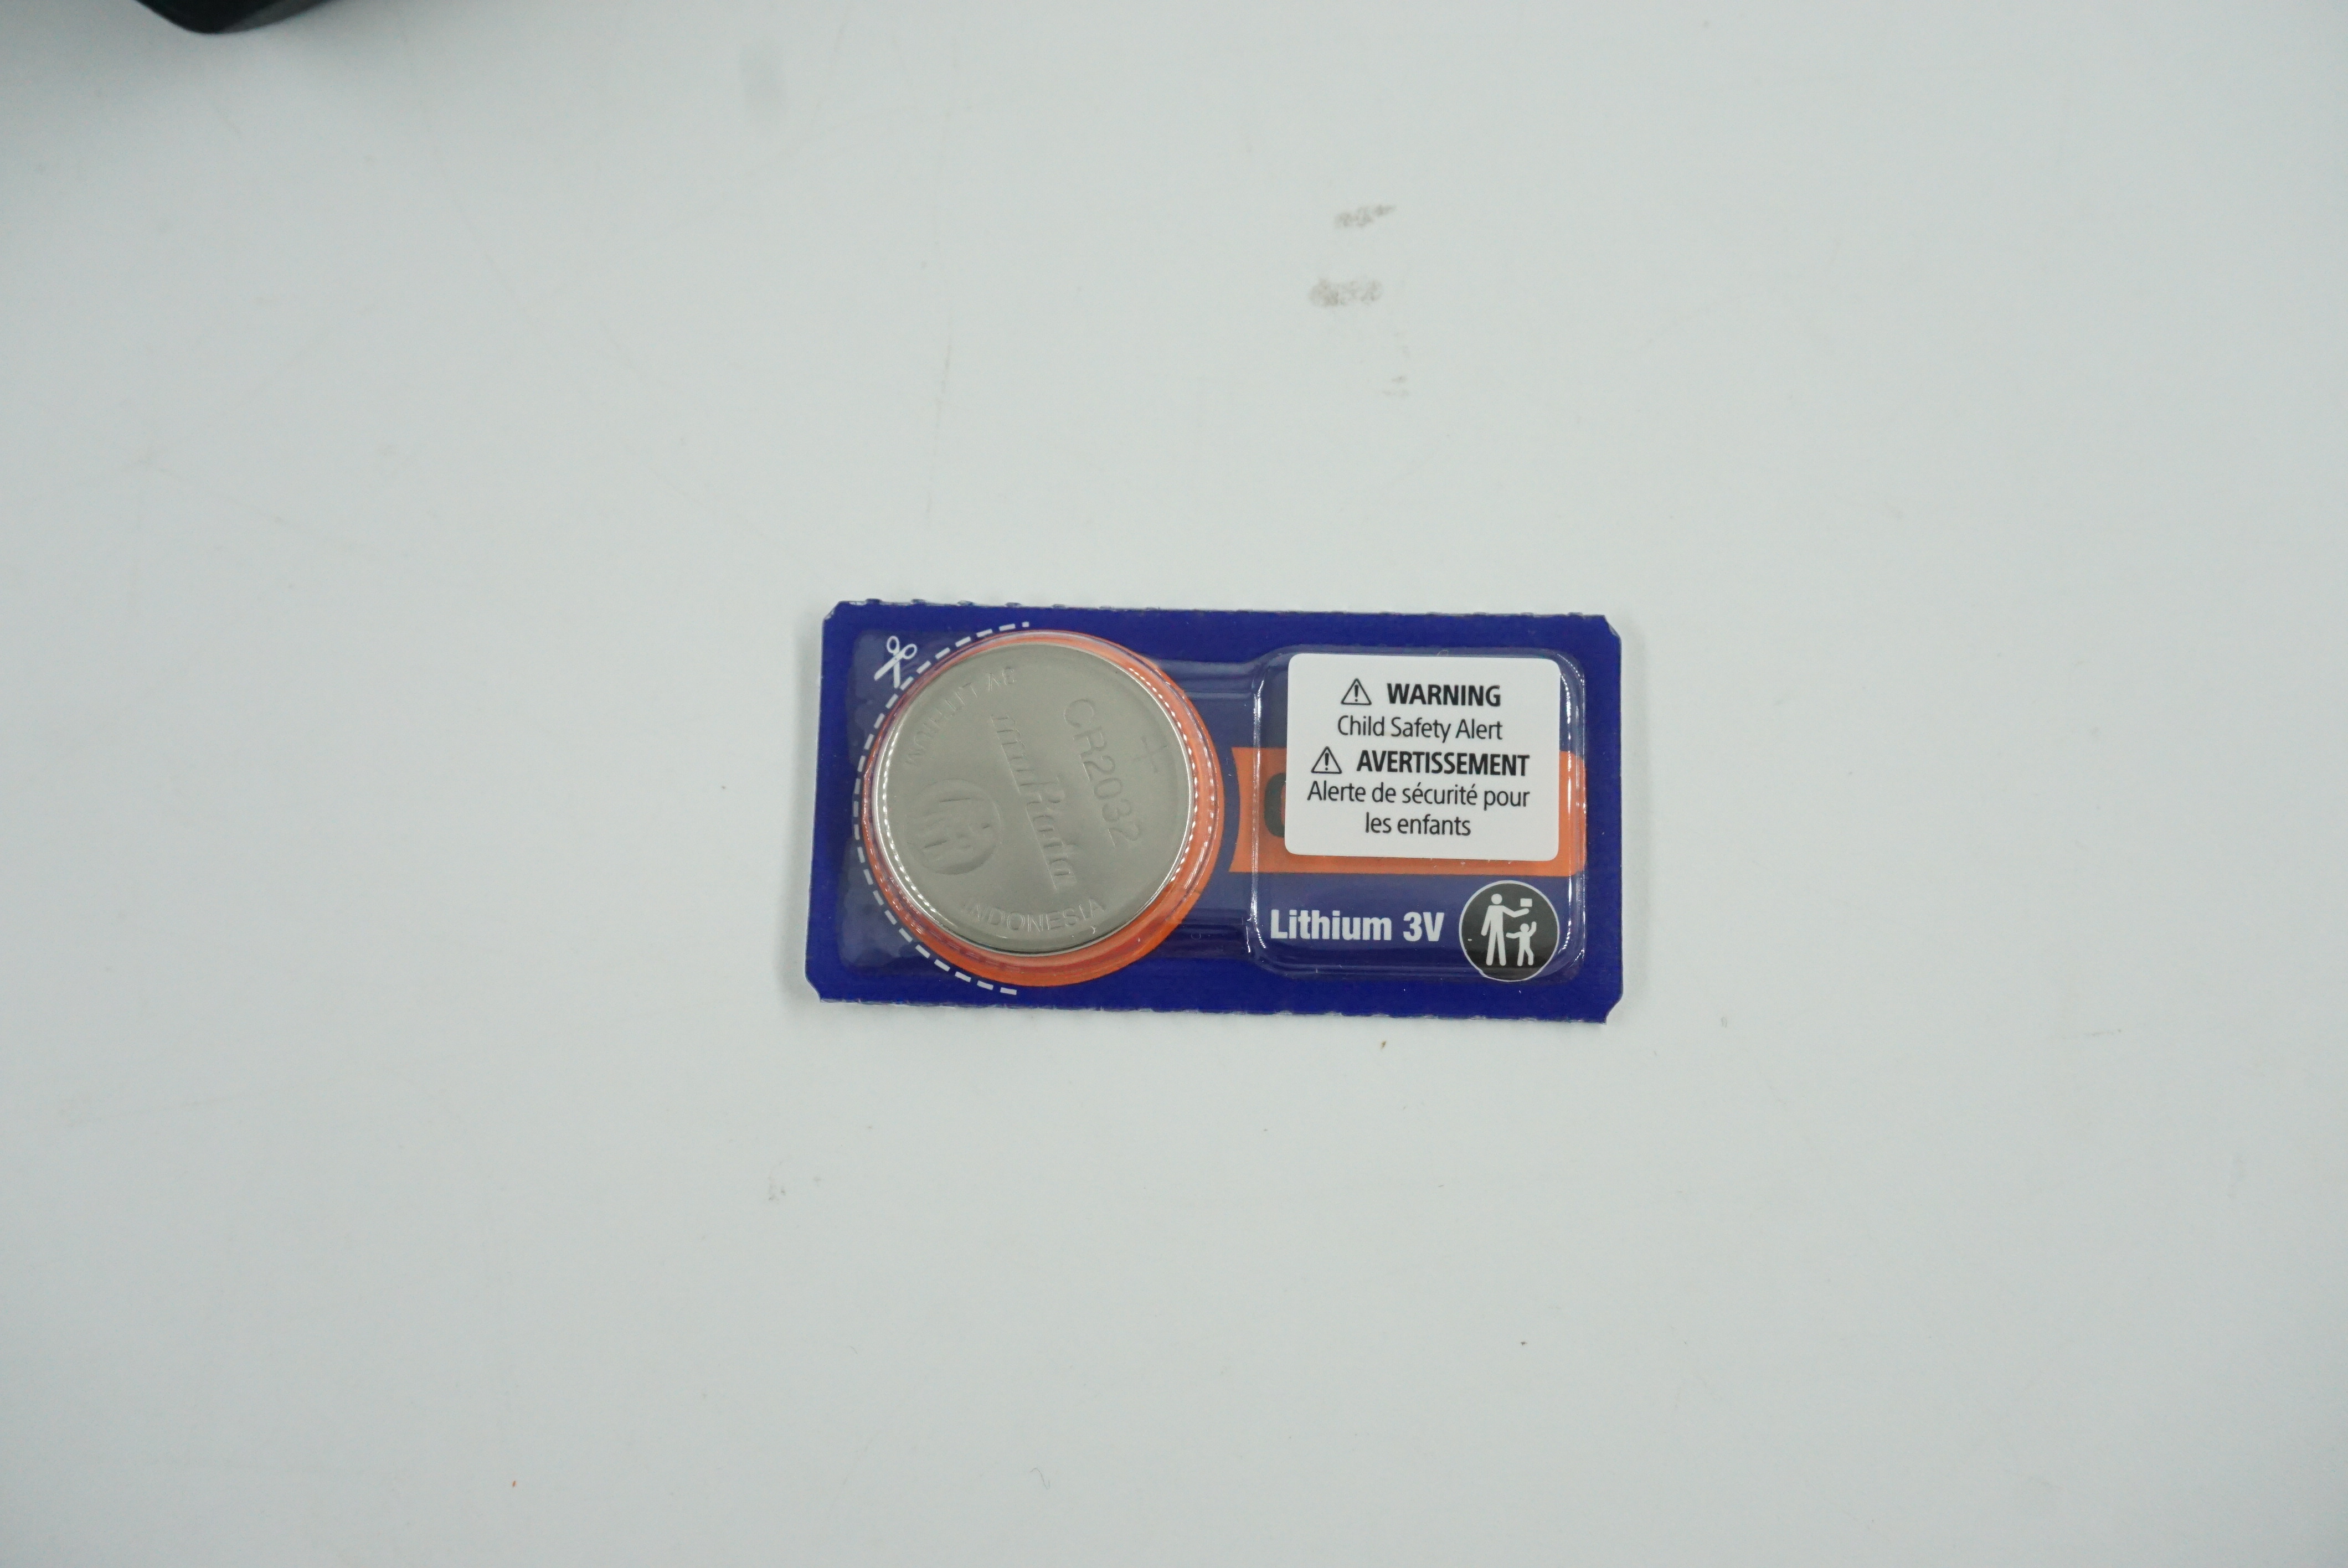 +
CR2032
muRata
INDONESIA
WARNING
Child Safety Alert
AVERTISSEMENT
Alerte de sécurité pour
les enfants
Lithium 3V